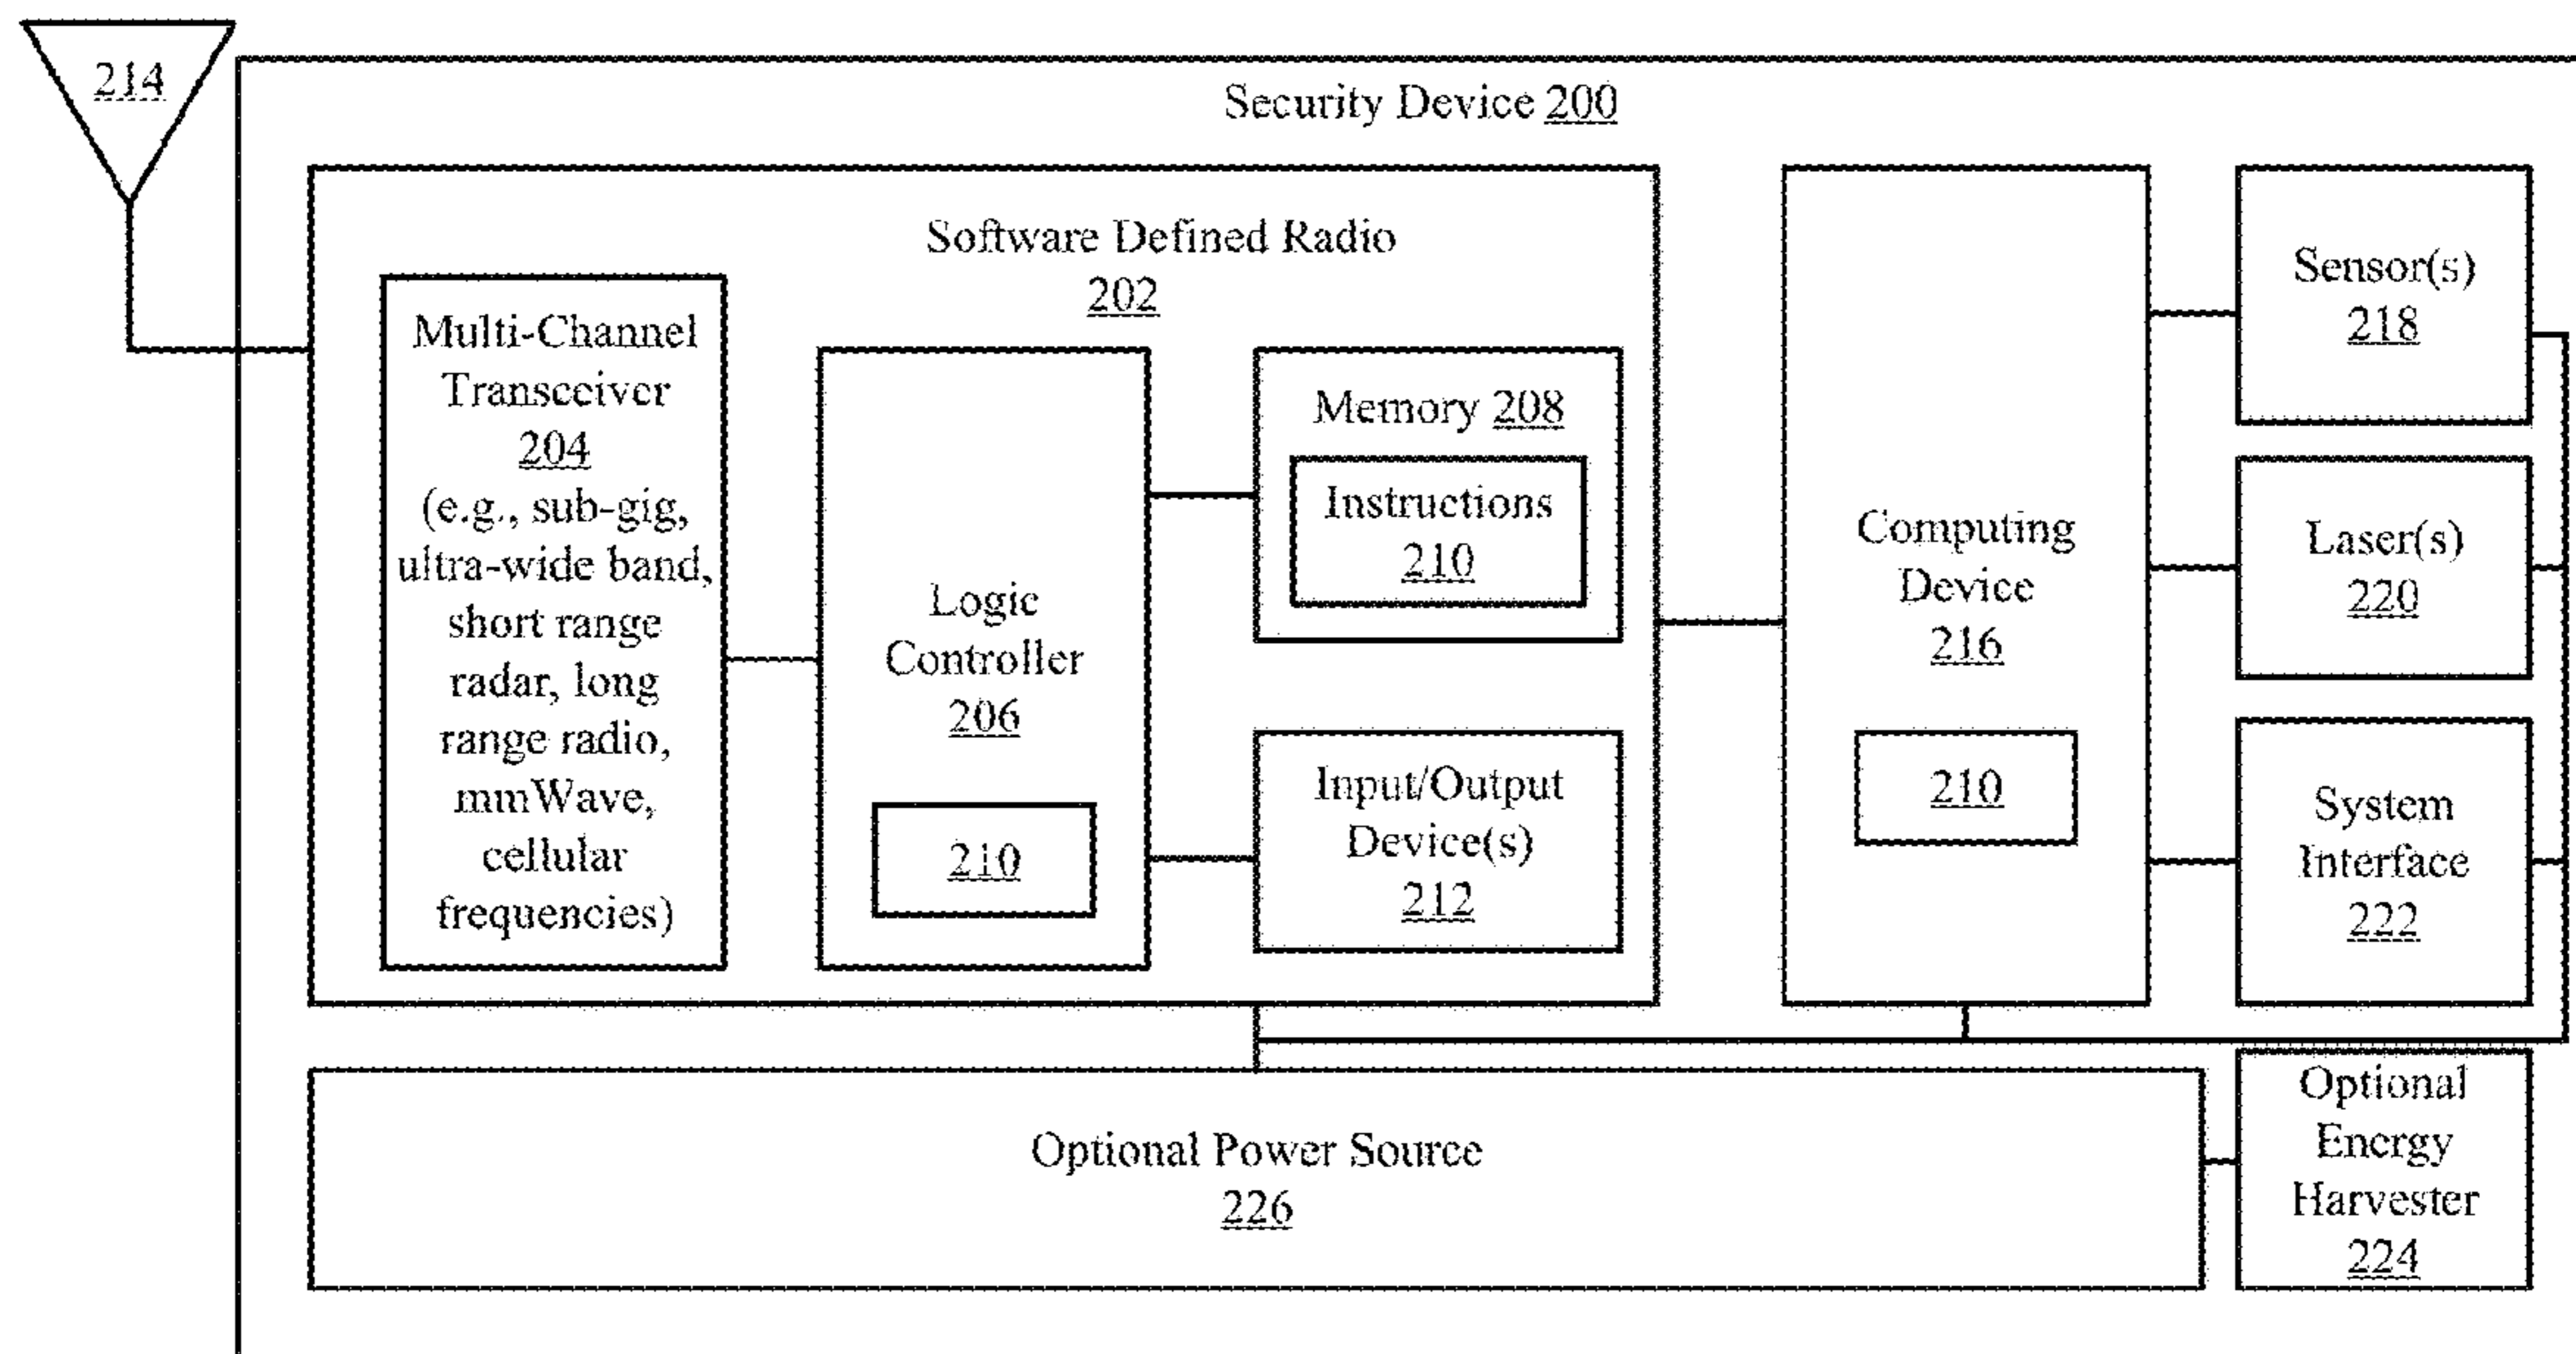 214
Security Device 200
Software Defined Radio
202
Multi-Channel
Transceiver
204
(e.g., sub-gig,
ultra-wide band,
short range
radar, long
range radio,
mmWave,
cellular
frequencies)
Logic
Controller
206
210
Memory 208
Instructions
210
Input/Output
Device(s)
212
Computing
Device
216
210
Sensor(s)
218
Laser(s)
220
System
Interface
222
Optional Power Source
226
Optional
Energy
Harvester
224